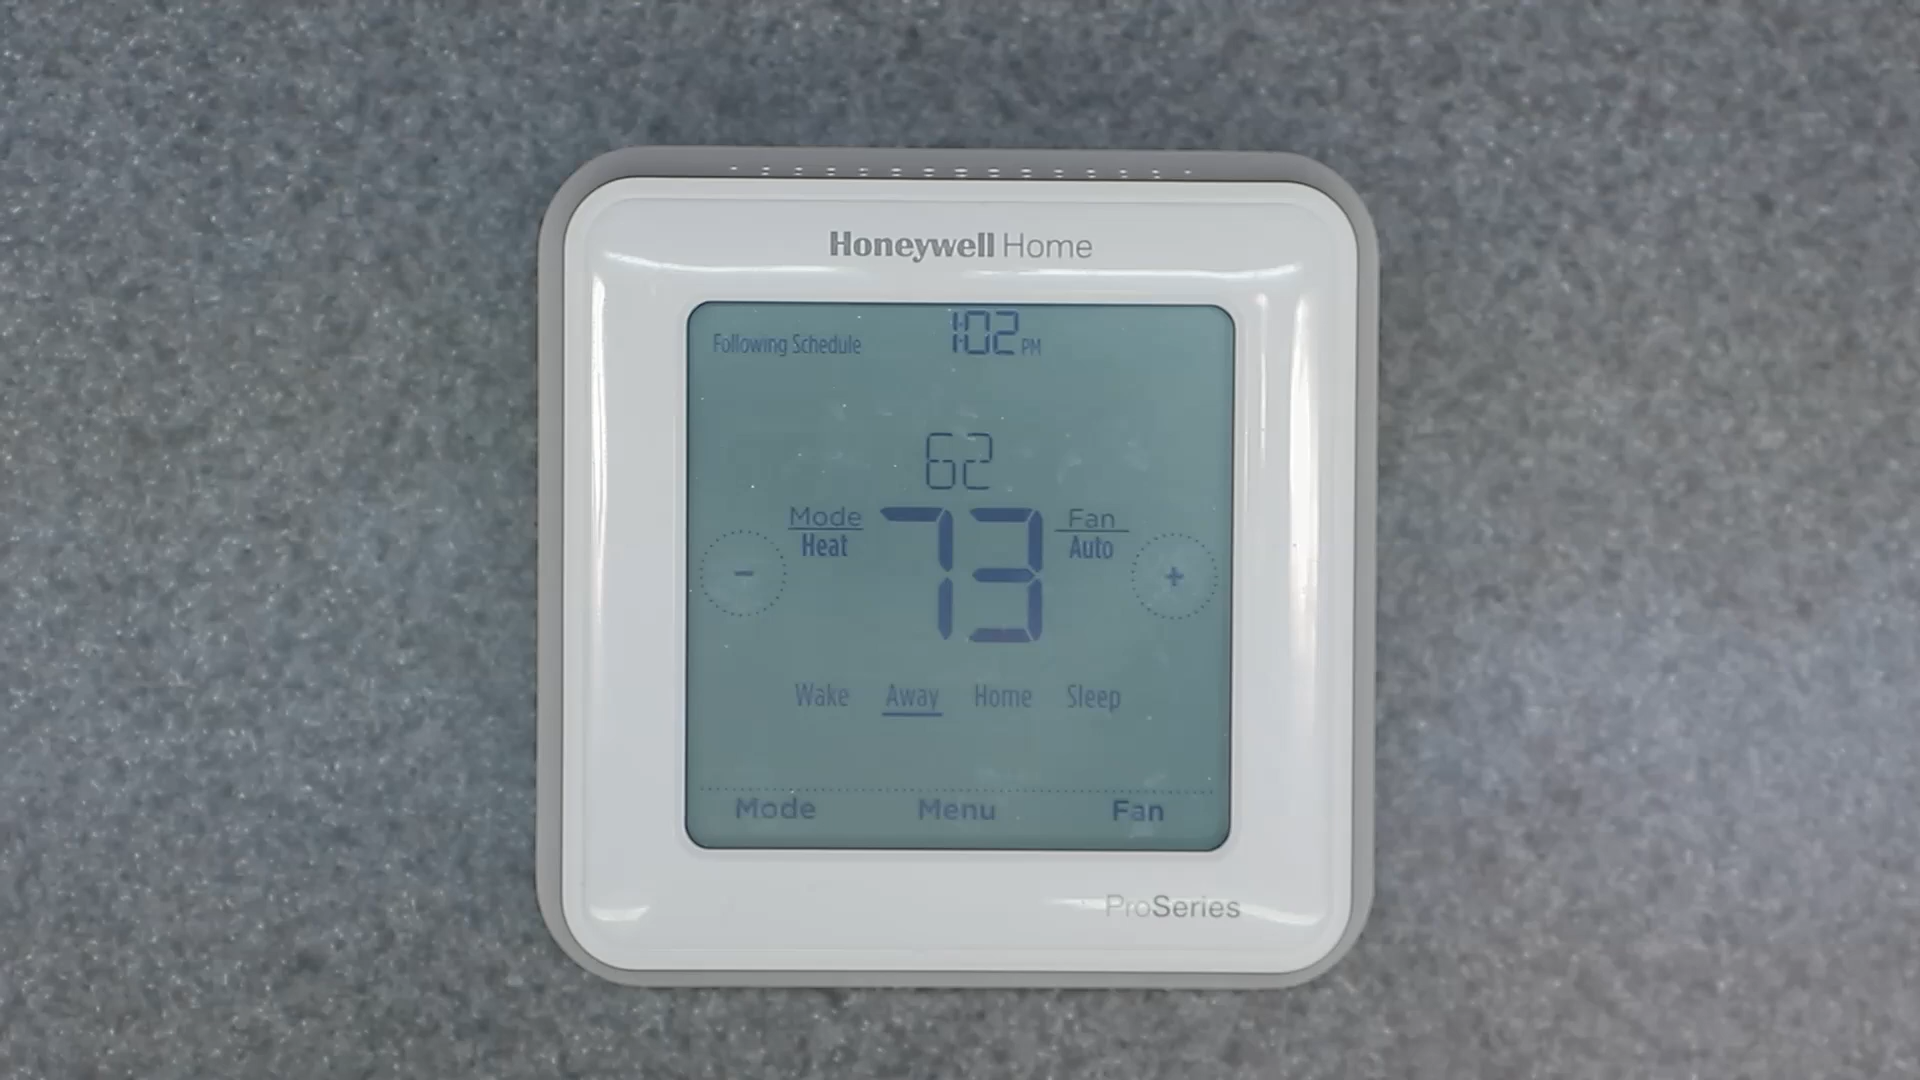 Honeywell Home
Following Schedule 1:02 PM
62
Mode 73 Fan
Heat Auto
- +
Wake Away Home Sleep
Mode Menu Fan
ProSeries